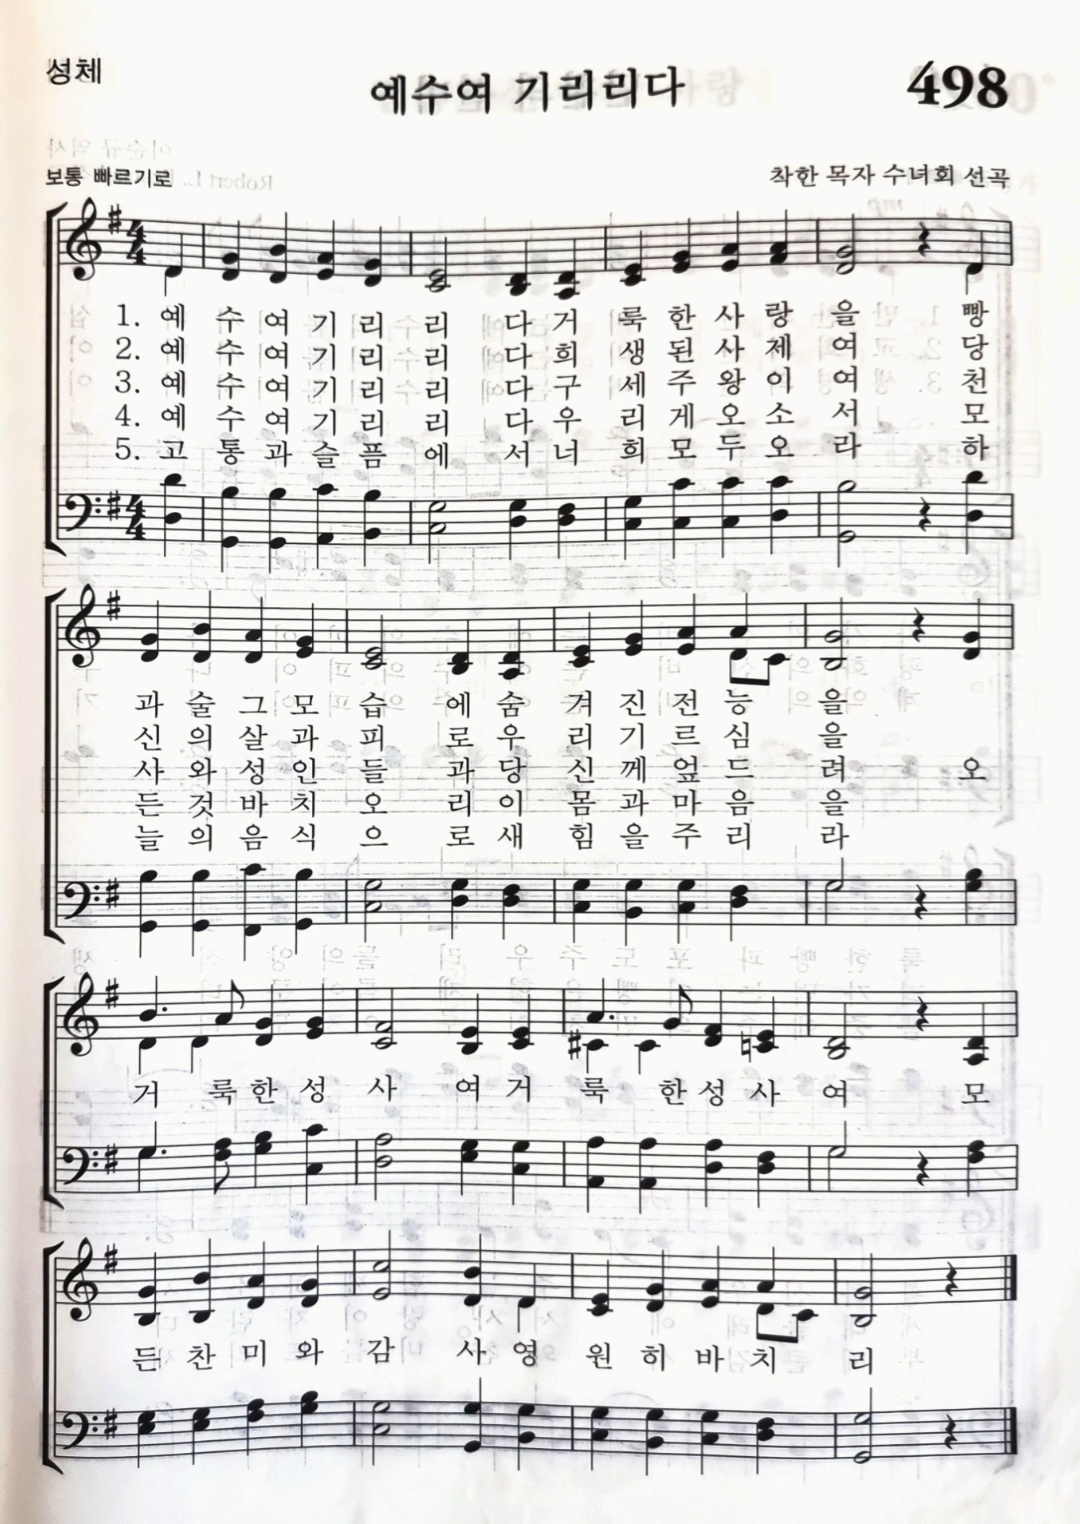 성체
예수여 기리리다
498
보통 빠르기로
착한 목자 수녀회 선곡
1. 예 수 여 기 리 리 다 거 룩 한 사 랑 을 빵
2. 예 수 여 기 리 리 다 희 생 된 사 제 여 당
3. 예 수 여 기 리 리 다 구 세 주 왕 이 여 천
4. 예 수 여 기 리 리 다 우 리 게 오 소 서 모
5. 고 통 과 슬 픔 에 서 너 희 모 두 오 라 하
과 술 그 모 습 에 숨 겨 진 전 능 을
신 의 살 과 피 로 우 리 기 르 심 을
사 와 성 인 들 과 당 신 께 엎 드 려 오
든 것 바 치 오 리 이 몸 과 마 음 을
늘 의 음 식 으 로 새 힘 을 주 리 라
거 룩 한 성 사 여 거 룩 한 성 사 여 모
든 찬 미 와 감 사 영 원 히 바 치 리